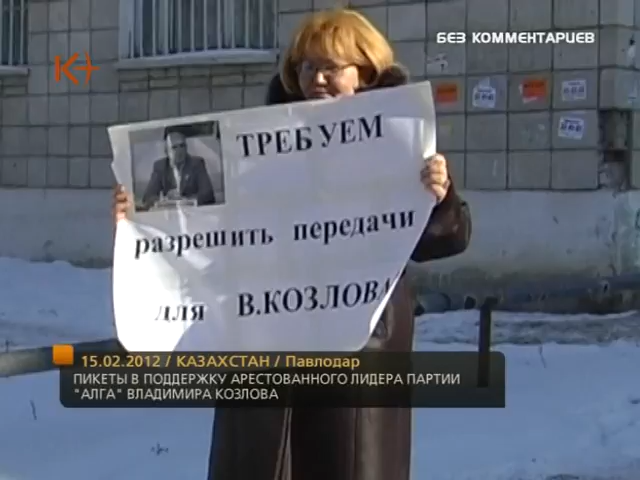 БЕЗ КОММЕНТАРИЕВ
К+
ТРЕБУЕМ
разрешить передачи
для В.КОЗЛОВА
15.02.2012 / КАЗАХСТАН / Павлодар
ПИКЕТЫ В ПОДДЕРЖКУ АРЕСТОВАННОГО ЛИДЕРА ПАРТИИ
"АЛГА" ВЛАДИМИРА КОЗЛОВА